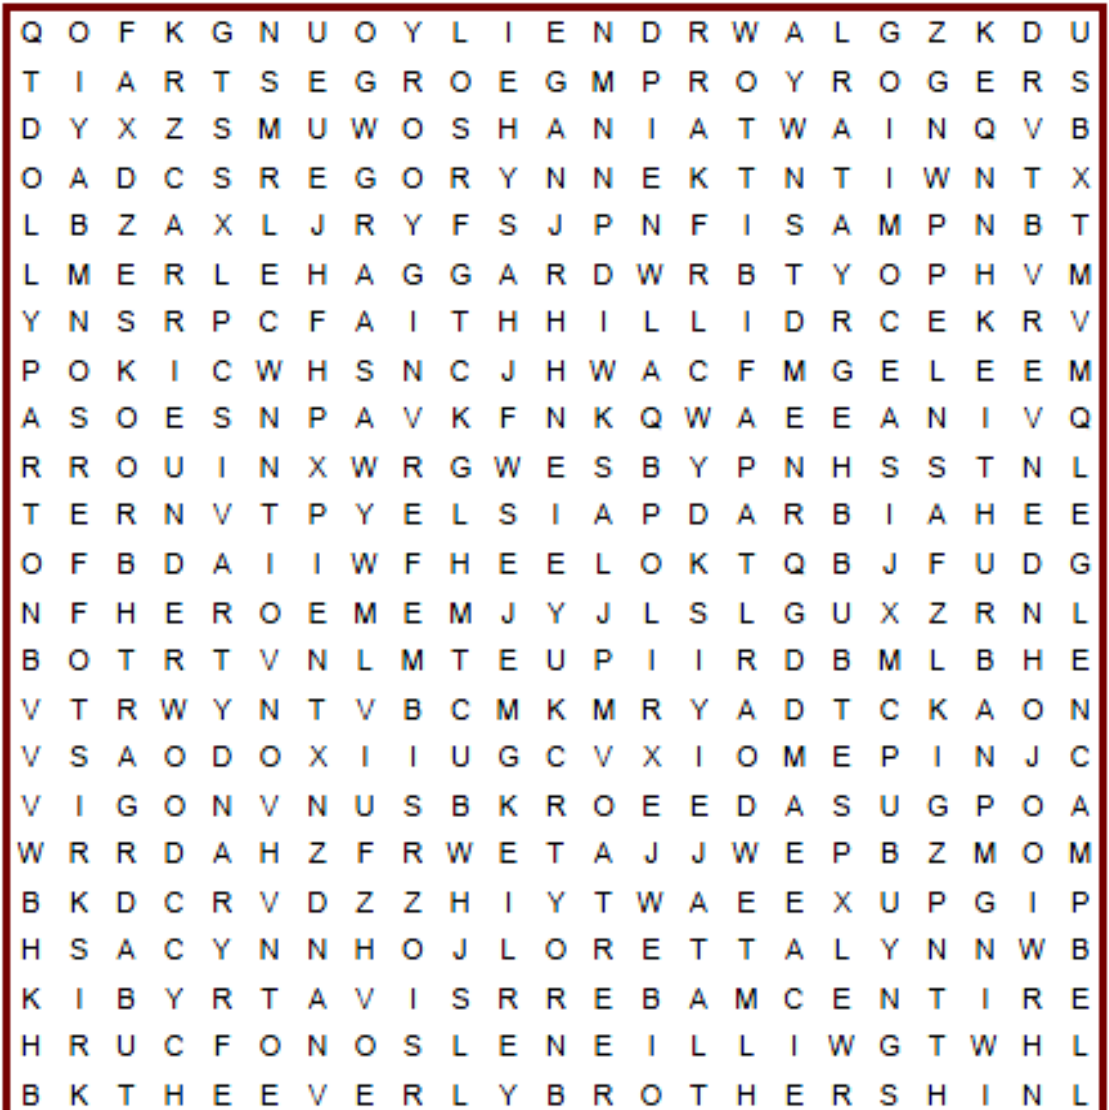 Q O F K G N U O Y L I E N D R W A L G Z K D U
T I A R T S E G R O E G M P R O Y R O G E R S
D Y X Z S M U W O S H A N I A T W A I N Q V B
O A D C S R E G O R Y N N E K T N T I W N T X
L B Z A X L J R Y F S J P N F I S A M P N B T
L M E R L E H A G G A R D W R B T Y O P H V M
Y N S R P C F A I T H H I L L I D R C E K R V
P O K I C W H S N C J H W A C F M G E L E E M
A S O E S N P A V K F N K Q W A E E A N I V Q
R R O U I N X W R G W E S B Y P N H S S T N L
T E R N V T P Y E L S I A P D A R B I A H E E
O F B D A I I W F H E E L O K T Q B J F U D G
N F H E R O E M E M J Y J L S L G U X Z R N L
B O T R T V N L M T E U P I I R D B M L B H E
V T R W Y N T V B C M K M R Y A D T C K A O N
V S A O D O X I I U G C V X I O M E P I N J C
V I G O N V N U S B K R O E E D A S U G P O A
W R R D A H Z F R W E T A J J W E P B Z M O M
B K D C R V D Z Z H I Y T W A E E X U P G I P
H S A C Y N N H O J L O R E T T A L Y N N W B
K I B Y R T A V I S R R E B A M C E N T I R E
H R U C F O N O S L E N E I L L I W G T W H L
B K T H E E V E R L Y B R O T H E R S H I N L